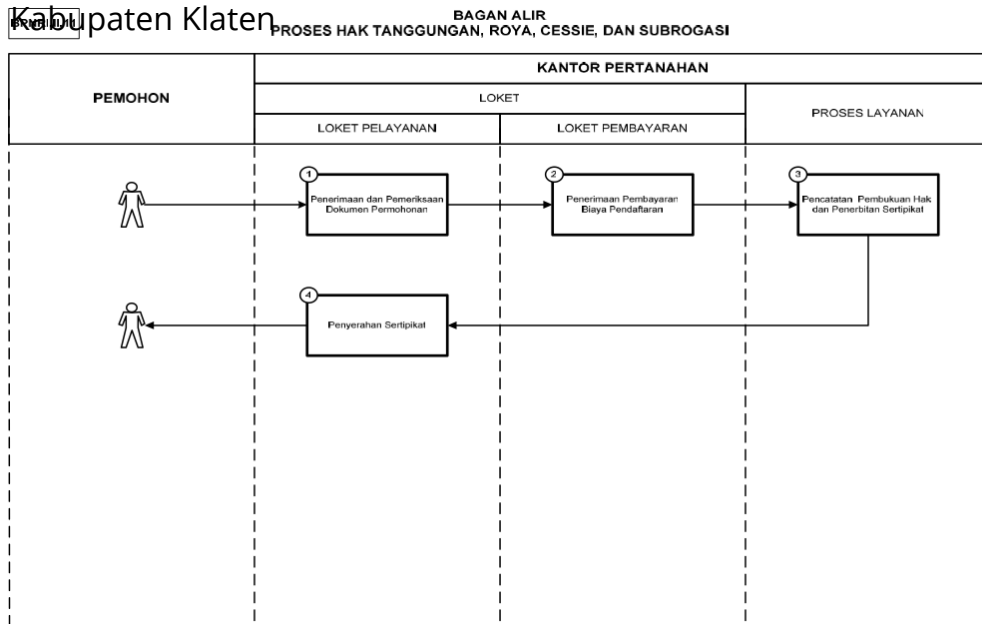 Kabupaten Klaten
BAGAN ALIR
PROSES HAK TANGGUNGAN, ROYA, CESSIE, DAN SUBROGASI
PEMOHON
KANTOR PERTANAHAN
LOKET
PROSES LAYANAN
LOKET PELAYANAN
LOKET PEMBAYARAN
1
Penerimaan dan Pemeriksaan
Dokumen Permohonan
2
Penerimaan Pembayaran
Biaya Pendaftaran
3
Pencatatan Pembukuan Hak
dan Penerbitan Sertipikat
4
Penyerahan Sertipikat